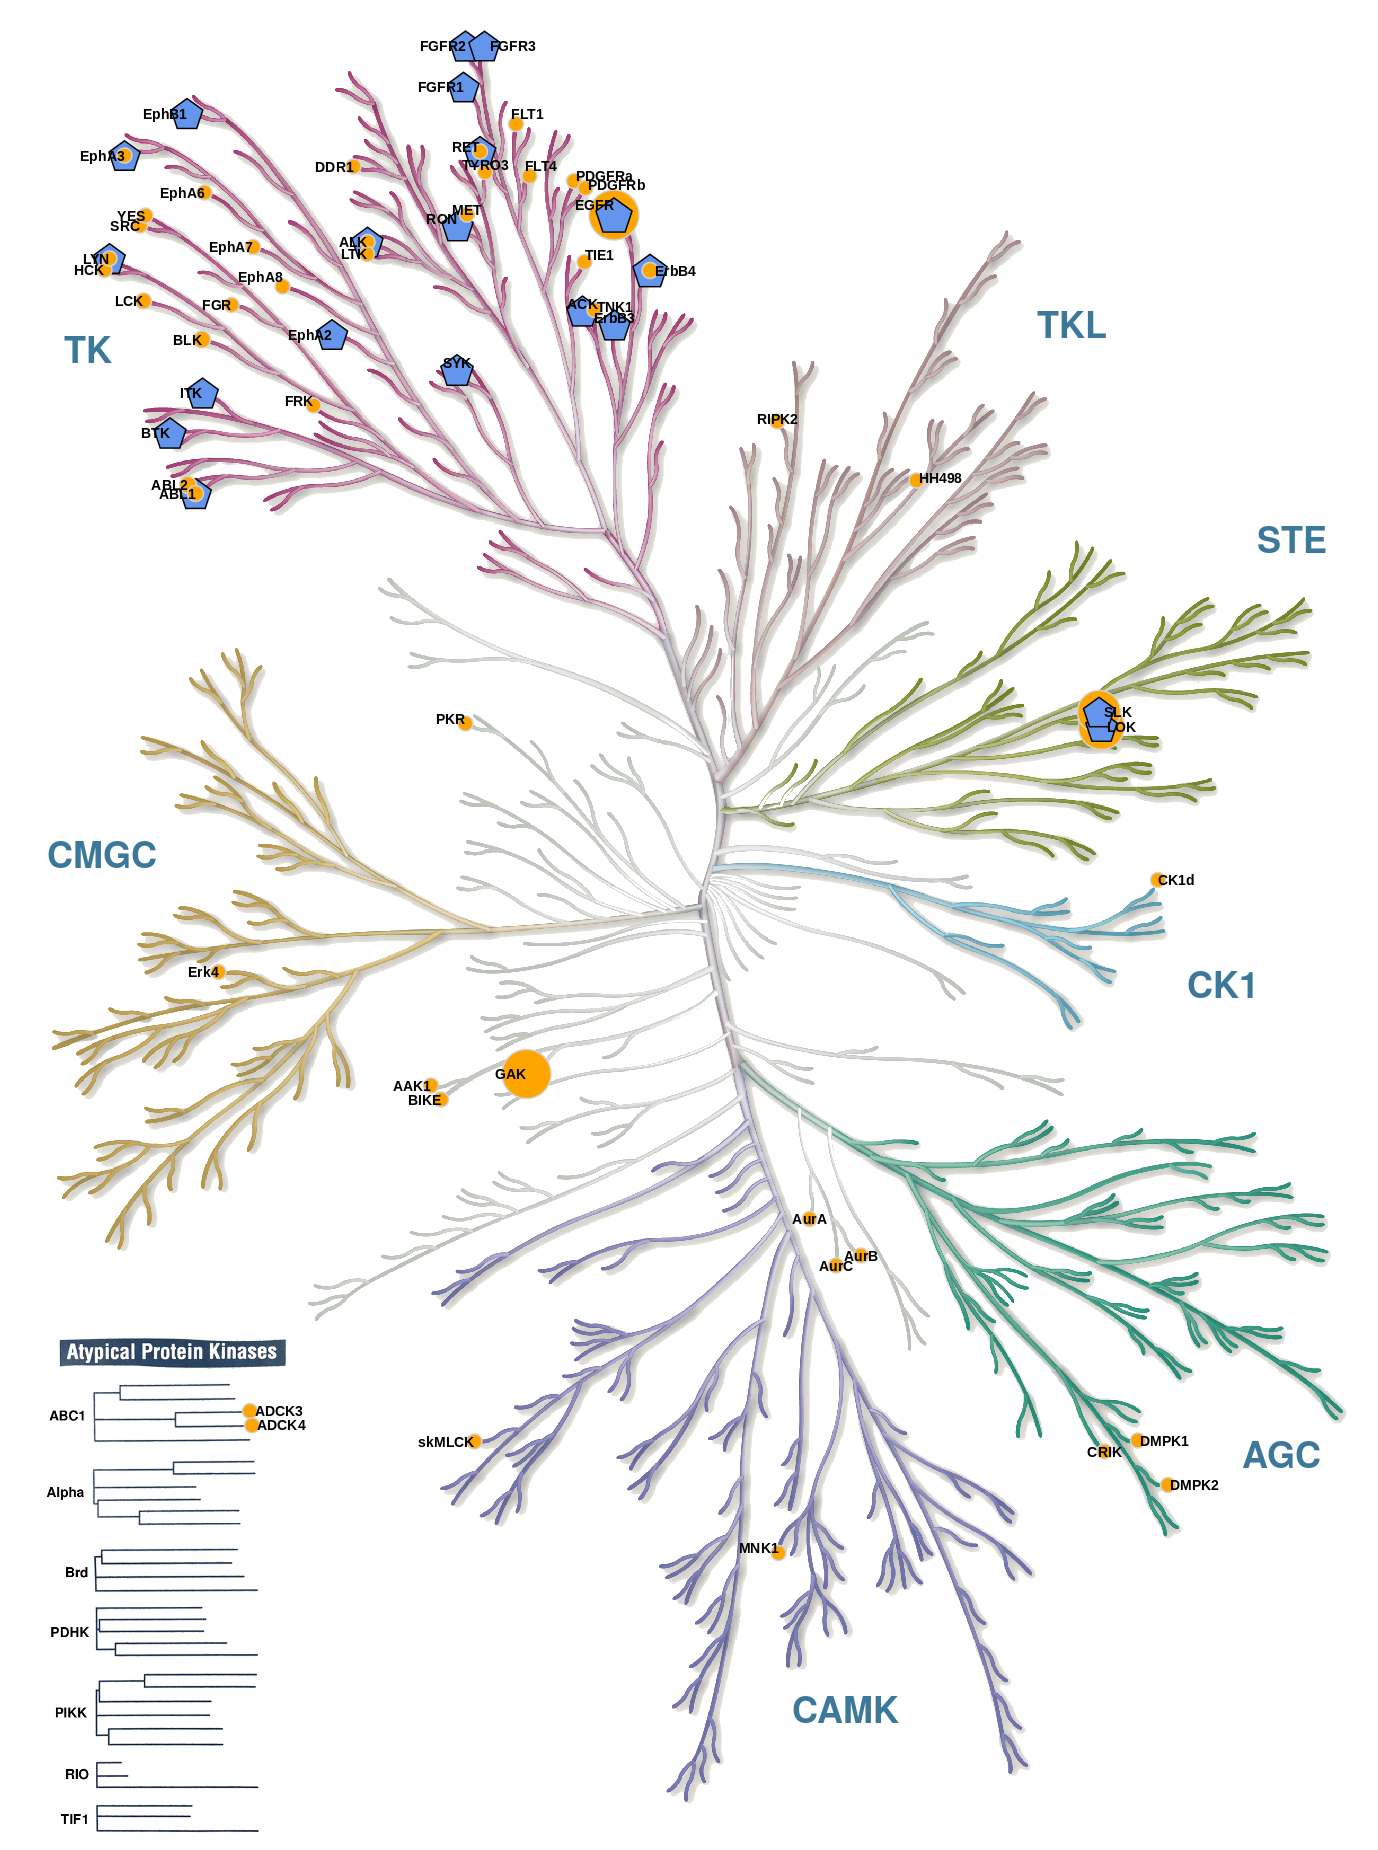 FGFR2
FGFR3
FGFR1
EphB1
FLT1
RET
EphA3
DDR1
TYRO3
FLT4
PDGFRa
PDGFRb
EphA6
EGFR
MET
YES
RON
SRC
ALK
EphA7
LTK
TIE1
LYN
HCK
ErbB4
EphA8
LCK
FGR
ACK
TNK1
ErbB3
TKL
EphA2
BLK
TK
SYK
ITK
FRK
RIPK2
BTK
HH498
ABL2
ABL1
STE
SLK
PKR
LOK
CMGC
CK1d
Erk4
CK1
GAK
AAK1
BIKE
AurA
AurB
AurC
Atypical Protein Kinases
ABC1
ADCK3
ADCK4
skMLCK
DMPK1
CRIK
AGC
DMPK2
Alpha
MNK1
Brd
PDHK
PIKK
CAMK
RIO
TIF1